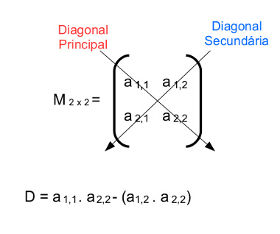 Diagonal Principal
Diagonal Secundária
a 1,1 a 1,2
M 2 x 2 =
a 2,1 a 2,2
D = a 1,1 . a 2,2 - (a 1,2 . a 2,2)